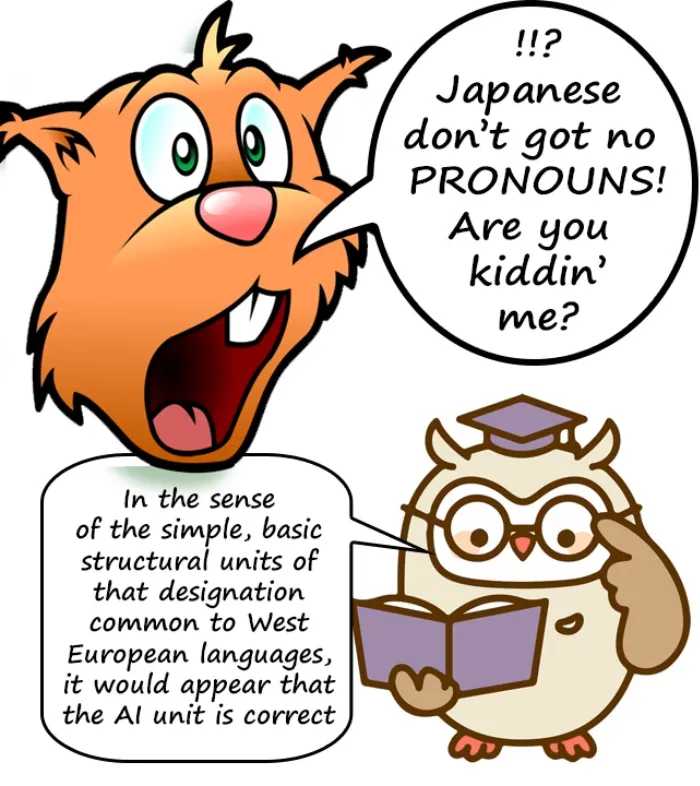 !!?
Japanese
don't got no
PRONOUNS!
Are you
kiddin'
me?
In the sense
of the simple, basic
structural units of
that designation
common to West
European languages,
it would appear that
the AI unit is correct